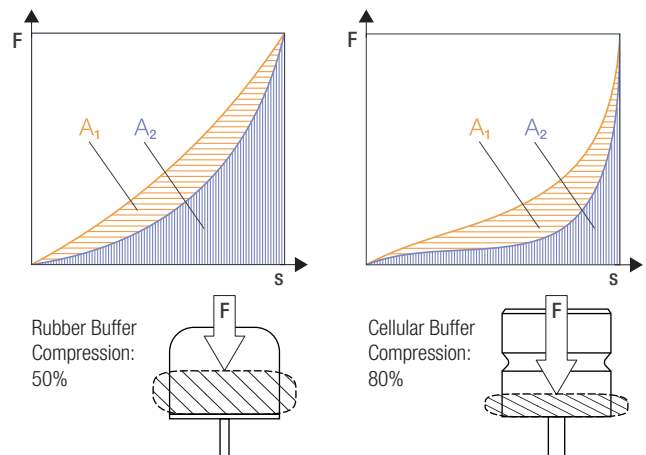 F
A₁
A₂
s
F
A₁
A₂
s
Rubber Buffer
Compression:
50%
F
Cellular Buffer
Compression:
80%
F